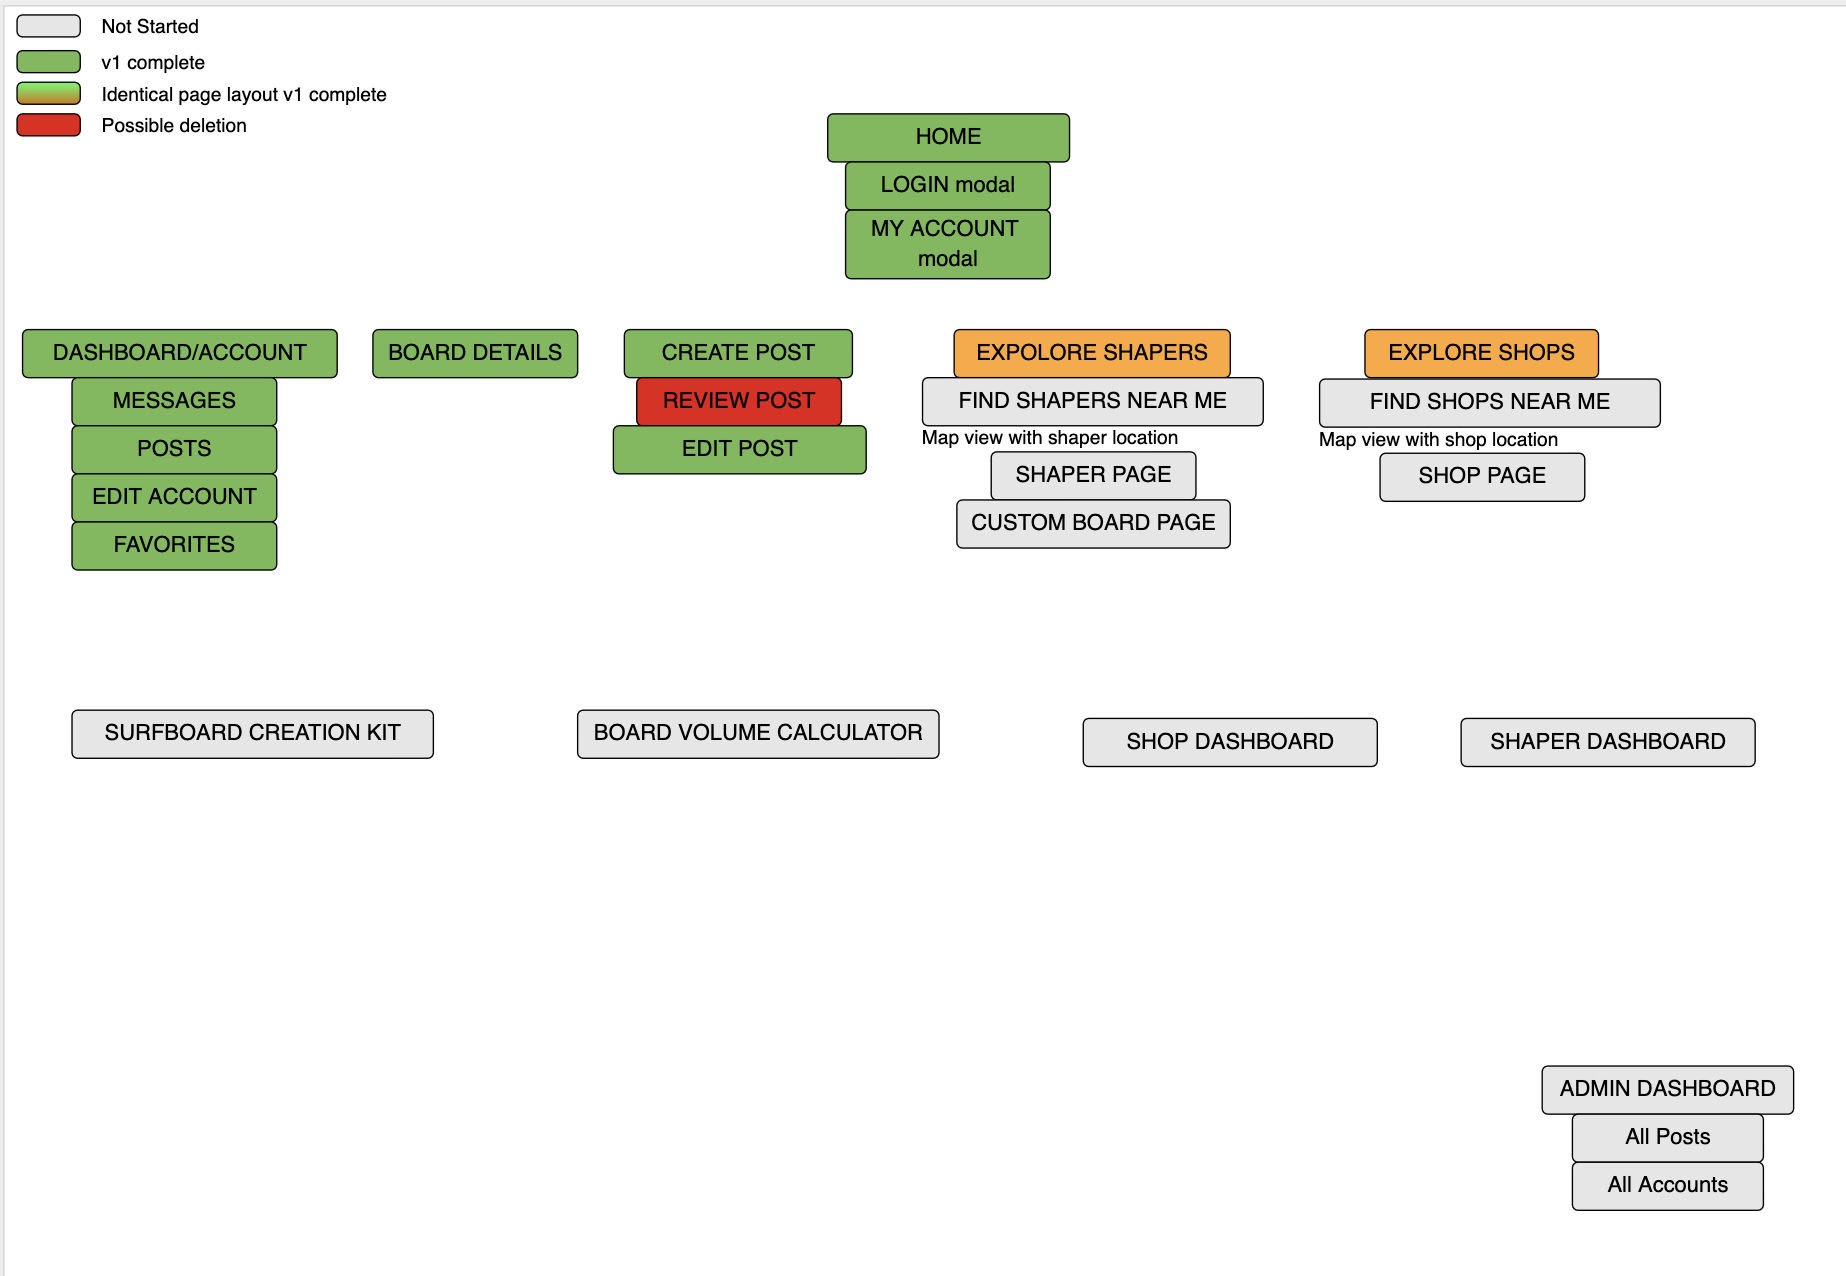 Not Started
v1 complete
Identical page layout v1 complete
Possible deletion
HOME
LOGIN modal
MY ACCOUNT
modal
DASHBOARD/ACCOUNT
MESSAGES
POSTS
EDIT ACCOUNT
FAVORITES
BOARD DETAILS
CREATE POST
REVIEW POST
EDIT POST
EXPOLORE SHAPERS
FIND SHAPERS NEAR ME
Map view with shaper location
SHAPER PAGE
CUSTOM BOARD PAGE
EXPLORE SHOPS
FIND SHOPS NEAR ME
Map view with shop location
SHOP PAGE
SURFBOARD CREATION KIT
BOARD VOLUME CALCULATOR
SHOP DASHBOARD
SHAPER DASHBOARD
ADMIN DASHBOARD
All Posts
All Accounts